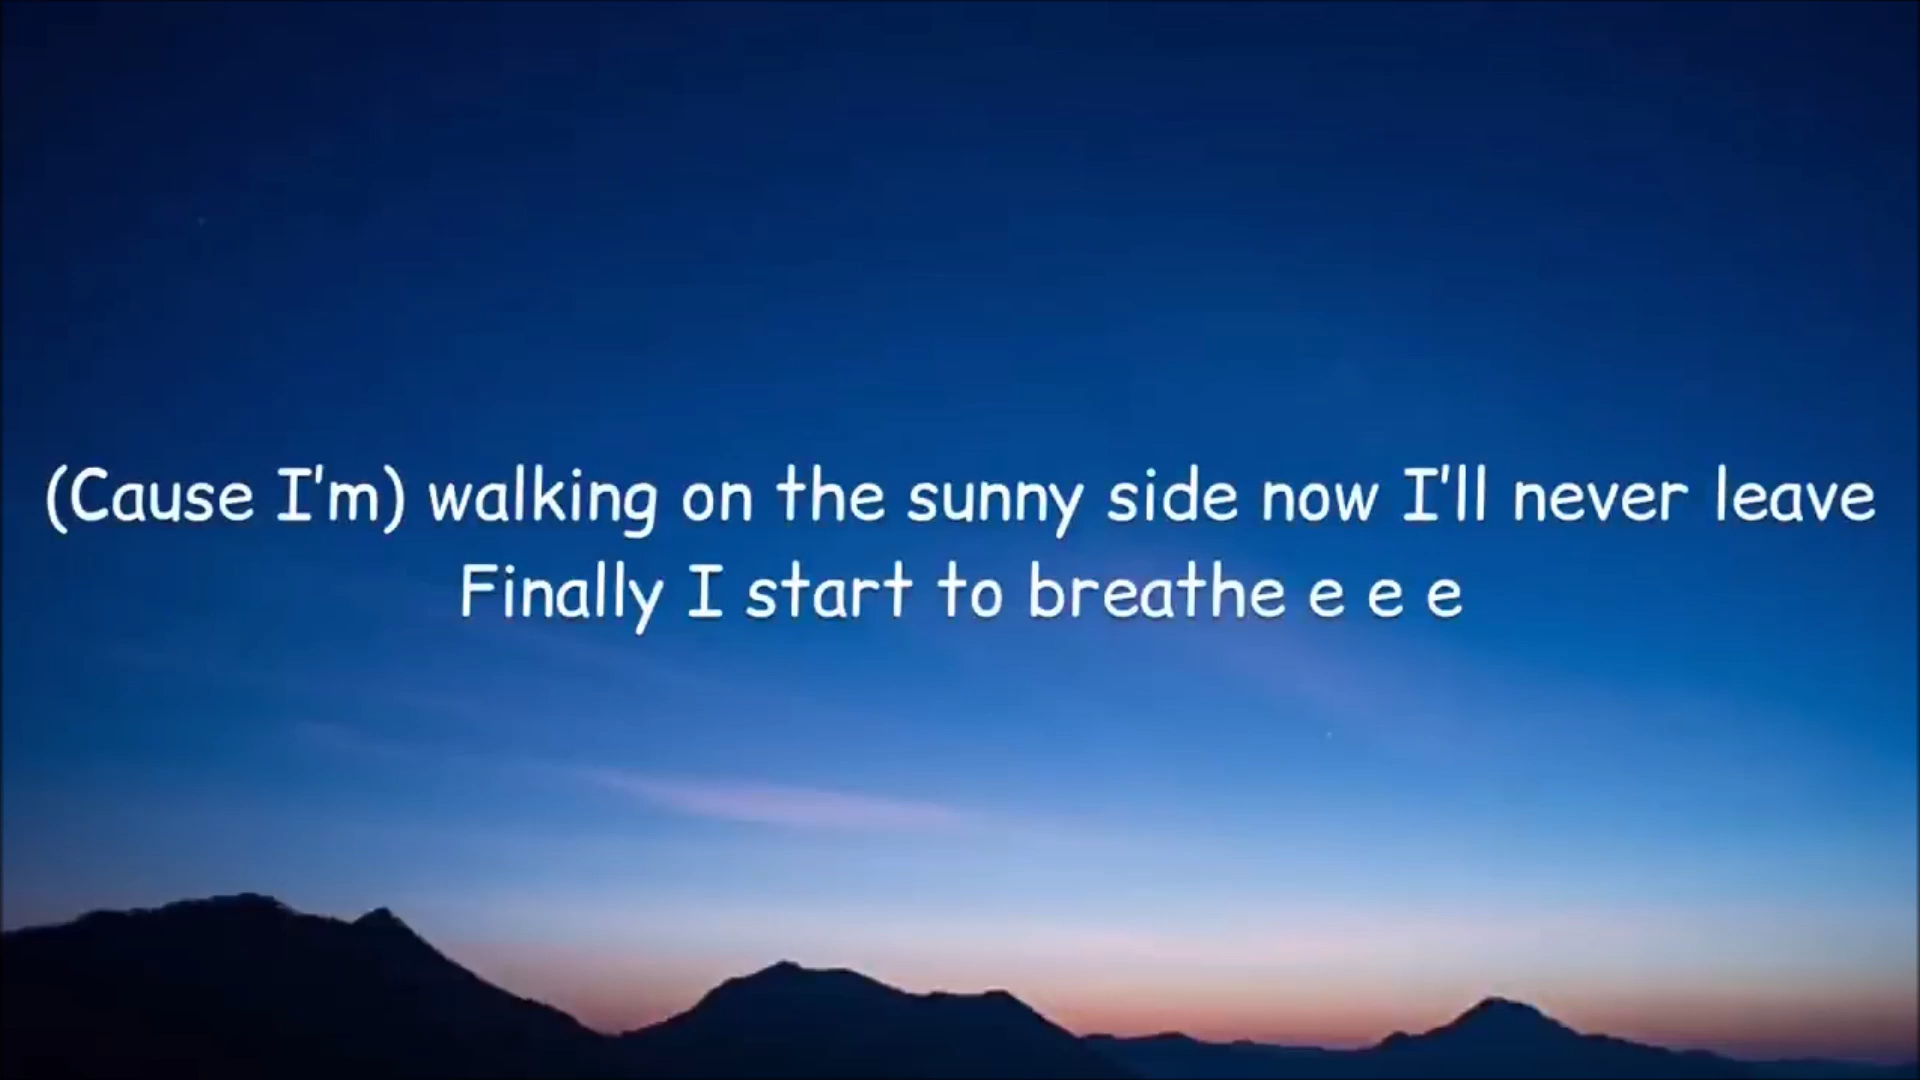 (Cause I'm) walking on the sunny side now I'll never leave
Finally I start to breathe e e e